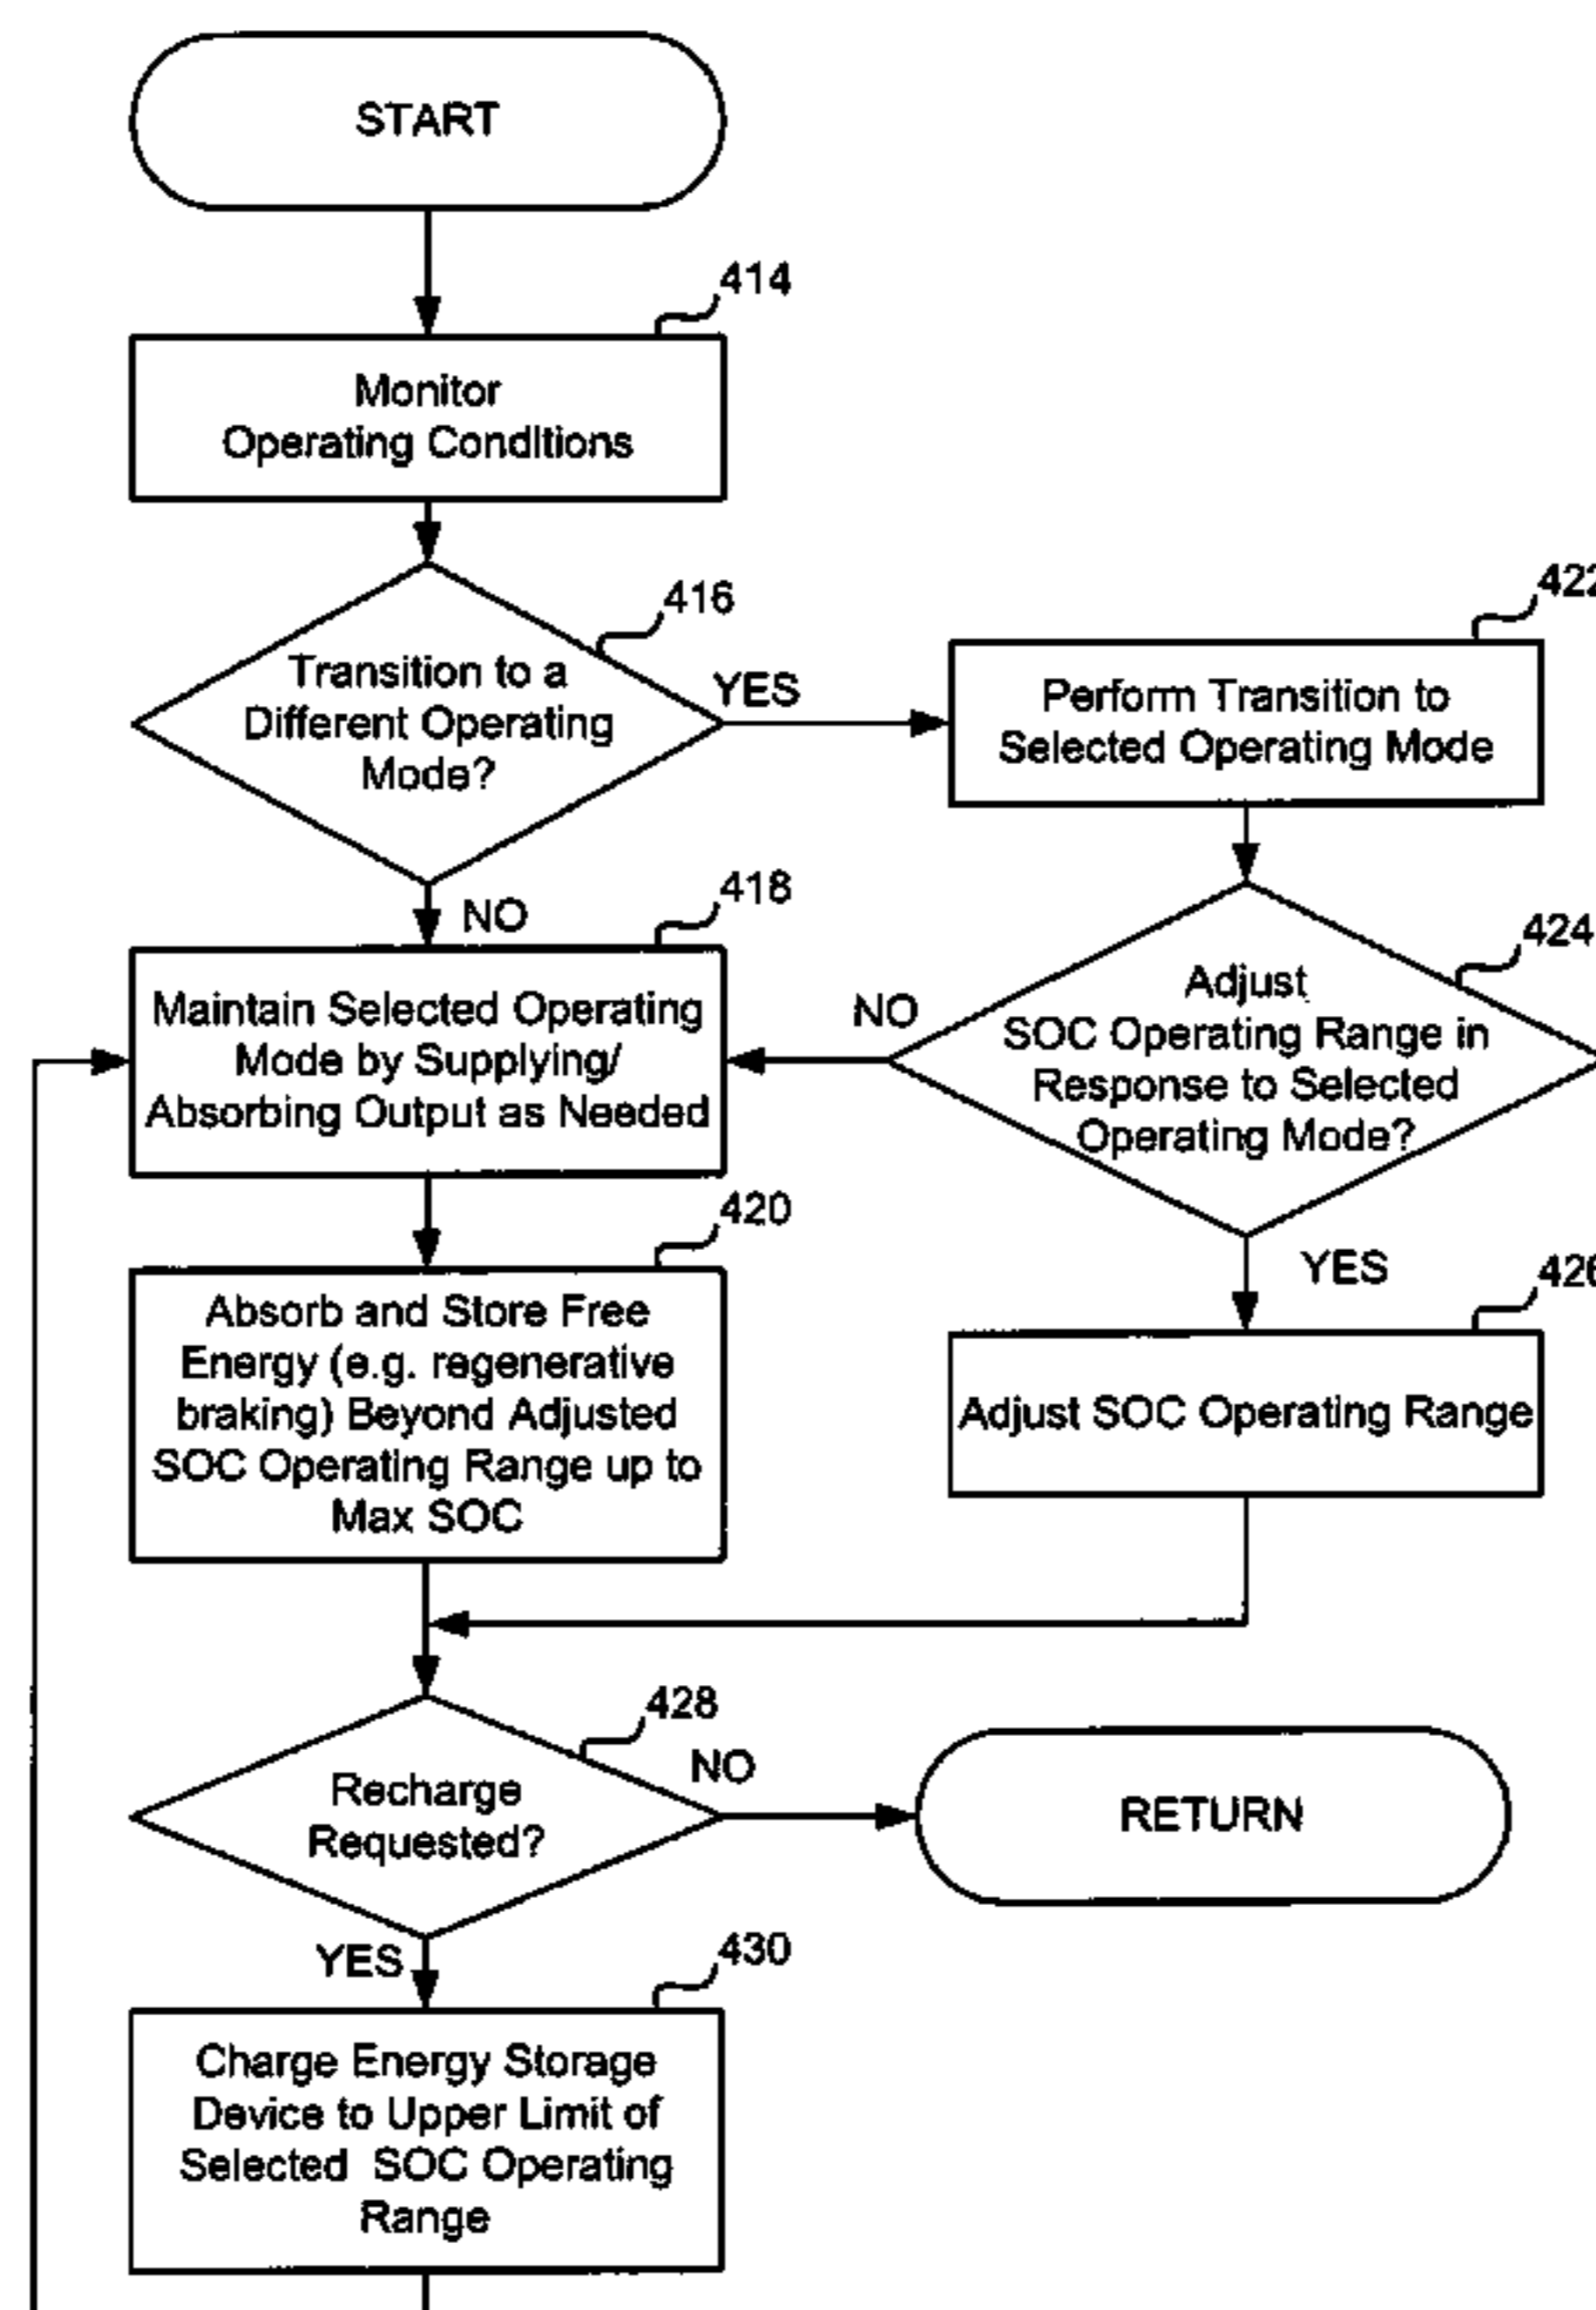 START
414
Monitor
Operating Conditions
416
Transition to a
Different Operating
Mode?
YES
422
Perform Transition to
Selected Operating Mode
NO
418
Maintain Selected Operating
Mode by Supplying/
Absorbing Output as Needed
NO
424
Adjust
SOC Operating Range in
Response to Selected
Operating Mode?
420
Absorb and Store Free
Energy (e.g. regenerative
braking) Beyond Adjusted
SOC Operating Range up to
Max SOC
YES
426
Adjust SOC Operating Range
428
Recharge
Requested?
NO
RETURN
YES
430
Charge Energy Storage
Device to Upper Limit of
Selected SOC Operating
Range